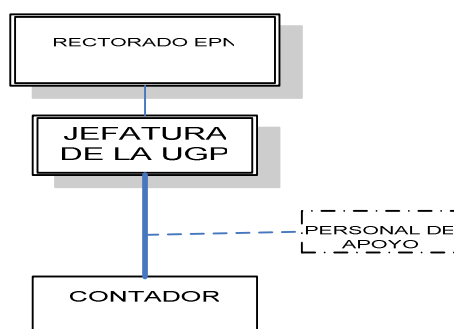 RECTORADO EPN
JEFATURA
DE LA UGP
PERSONAL DE
APOYO
CONTADOR